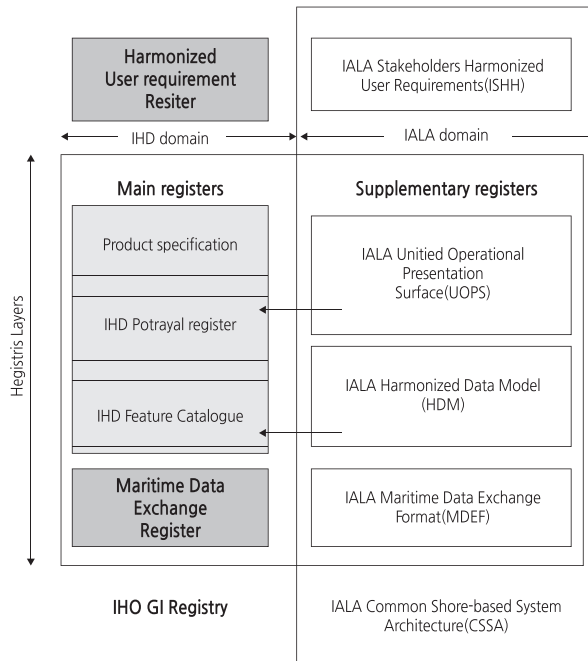 Harmonized
User requirement
Resiter
IALA Stakeholders Harmonized
User Requirements(ISHH)
IHD domain
IALA domain
Hegistris Layers
Main registers
Supplementary registers
Product specification
IALA Unitied Operational
Presentation
Surface(UOPS)
IHD Potrayal register
IALA Harmonized Data Model
(HDM)
IHD Feature Catalogue
Maritime Data
Exchange
Register
IALA Maritime Data Exchange
Format(MDEF)
IHO GI Registry
IALA Common Shore-based System
Architecture(CSSA)